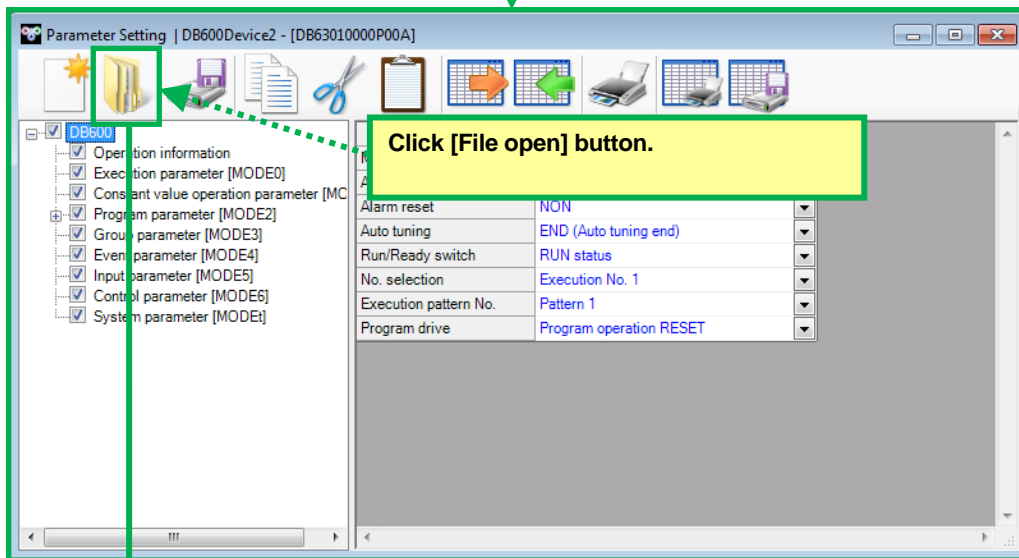 Parameter Setting | DB600Device2 - [DB63010000P00A]
Click [File open] button.
DB600
Operation information
Execution parameter [MODE0]
Constant value operation parameter [MO
Program parameter [MODE2]
Group parameter [MODE3]
Event parameter [MODE4]
Input parameter [MODE5]
Control parameter [MODE6]
System parameter [MODEt]
Alarm reset NON
Auto tuning END (Auto tuning end)
Run/Ready switch RUN status
No. selection Execution No. 1
Execution pattern No. Pattern 1
Program drive Program operation RESET